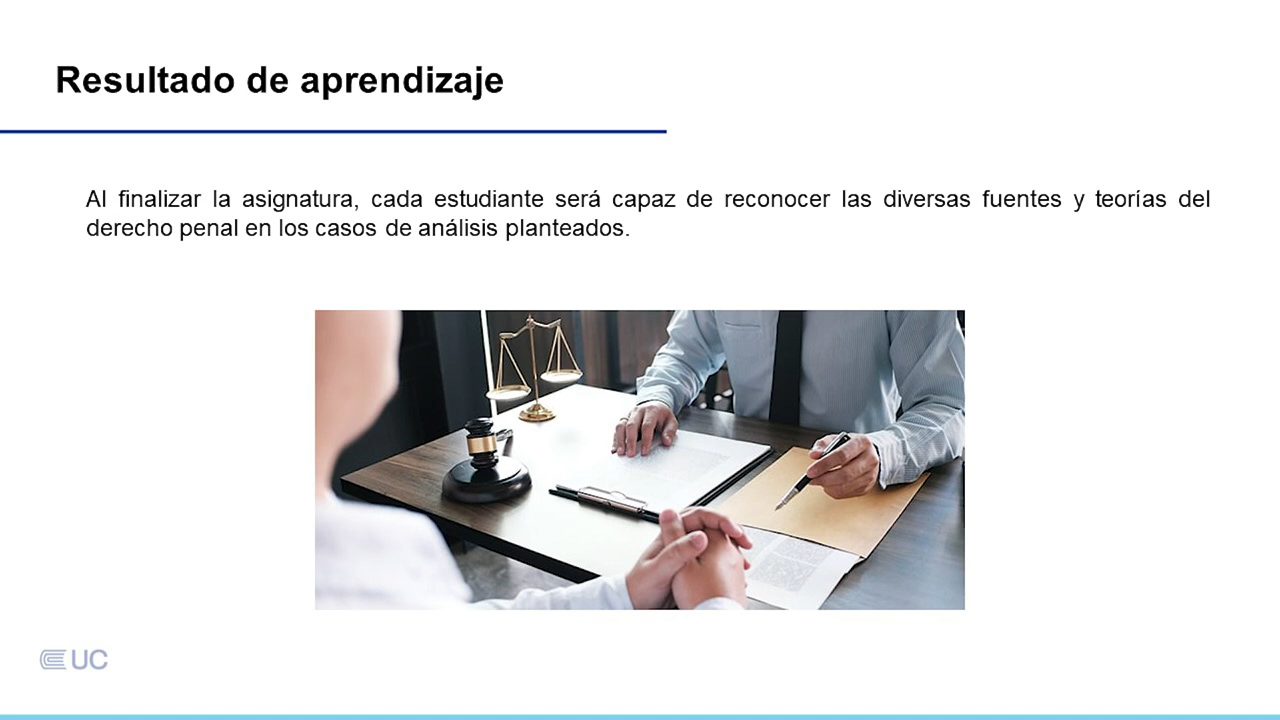 Resultado de aprendizaje
Al finalizar la asignatura, cada estudiante será capaz de reconocer las diversas fuentes y teorías del
derecho penal en los casos de análisis planteados.
UC